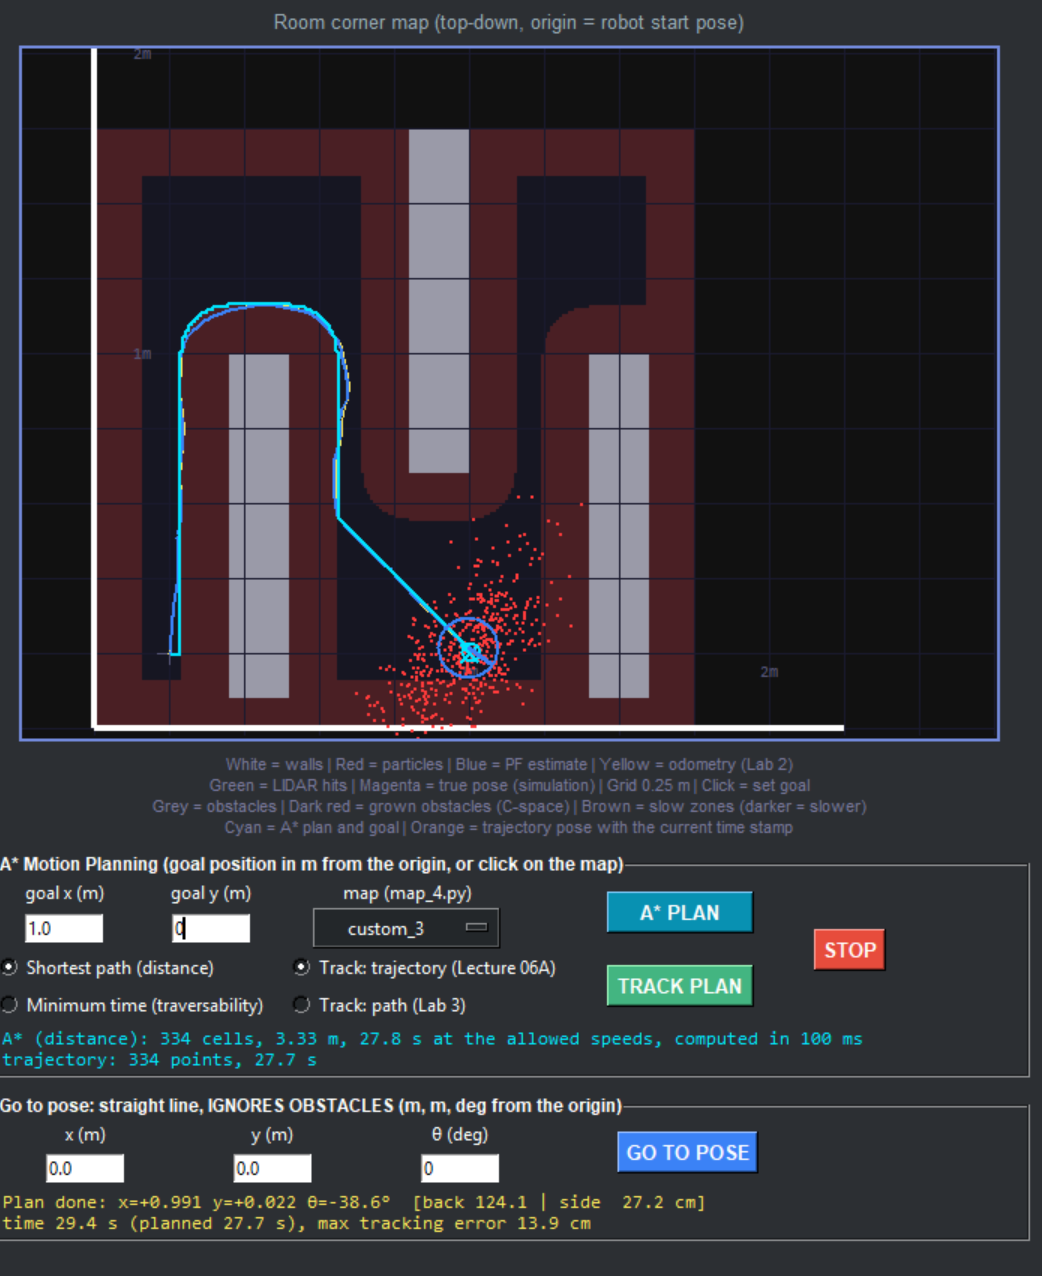 Room corner map (top-down, origin = robot start pose)
2m
1m
2m
White = walls | Red = particles | Blue = PF estimate | Yellow = odometry (Lab 2)
Green = LIDAR hits | Magenta = true pose (simulation) | Grid 0.25 m | Click = set goal
Grey = obstacles | Dark red = grown obstacles (C-space) | Brown = slow zones (darker = slower)
Cyan = A* plan and goal | Orange = trajectory pose with the current time stamp
A* Motion Planning (goal position in m from the origin, or click on the map)
goal x (m) goal y (m) map (map_4.py)
1.0 0 custom_3
A* PLAN
STOP
Shortest path (distance) Track: trajectory (Lecture 06A)
TRACK PLAN
Minimum time (traversability) Track: path (Lab 3)
A* (distance): 334 cells, 3.33 m, 27.8 s at the allowed speeds, computed in 100 ms
trajectory: 334 points, 27.7 s
Go to pose: straight line, IGNORES OBSTACLES (m, m, deg from the origin)
x (m) y (m) θ (deg)
0.0 0.0 0 GO TO POSE
Plan done: x=+0.991 y=+0.022 θ=-38.6° [back 124.1 | side 27.2 cm]
time 29.4 s (planned 27.7 s), max tracking error 13.9 cm